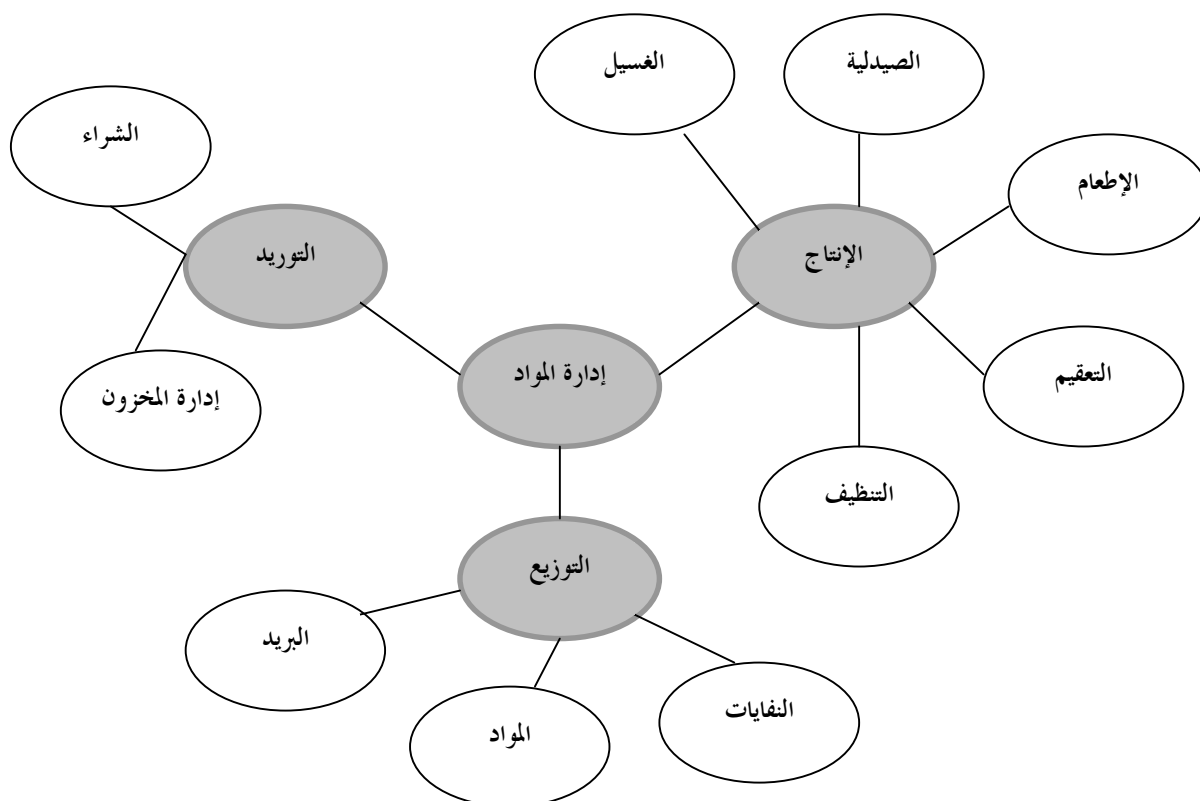 الصيدلية
الغسيل
الشراء
الإطعام
الإنتاج
التوريد
إدارة المواد
التعقيم
إدارة المخزون
التنظيف
التوزيع
البريد
النفايات
المواد